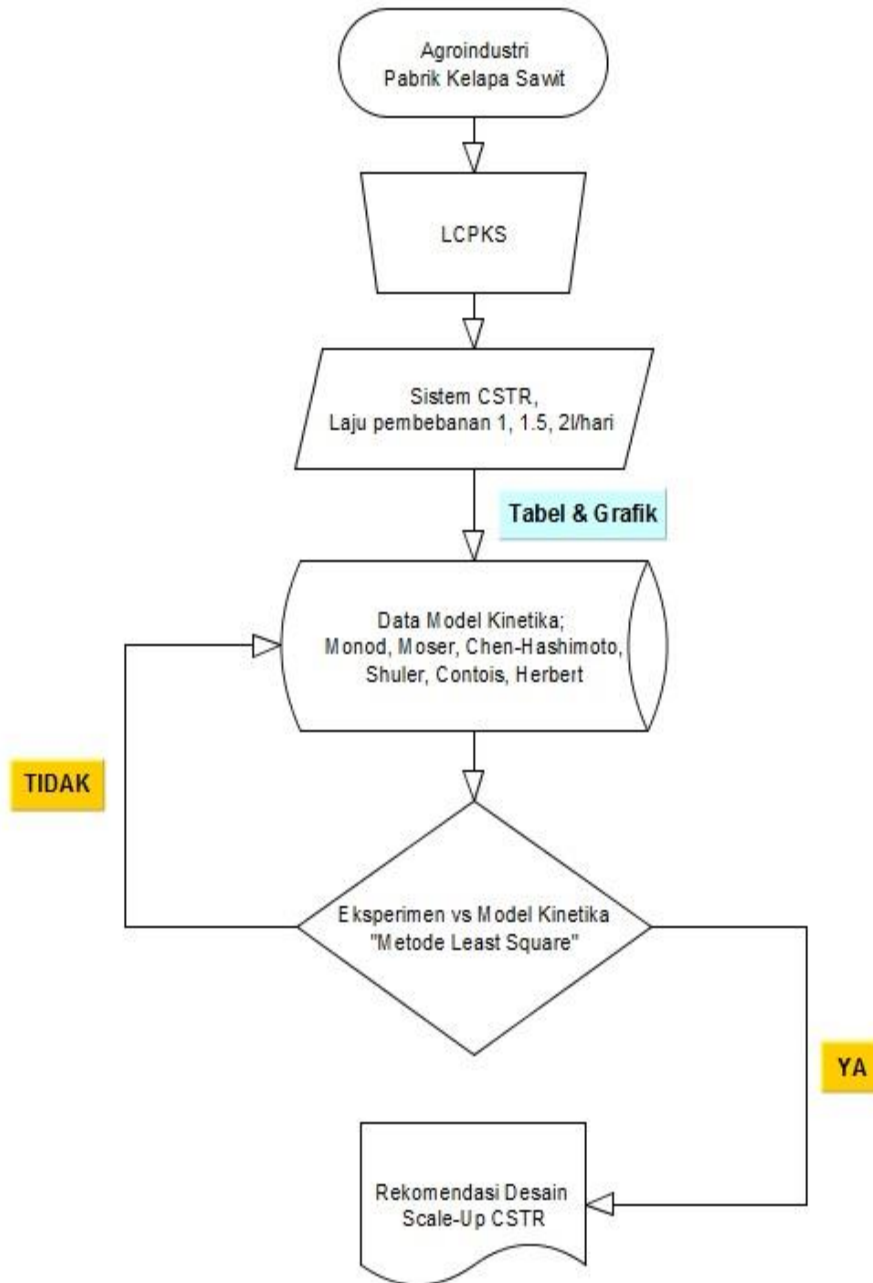 Agroindustri
Pabrik Kelapa Sawit
LCPKS
Sistem CSTR,
Laju pembebanan 1, 1.5, 2l/hari
Tabel & Grafik
Data Model Kinetika;
Monod, Moser, Chen-Hashimoto,
Shuler, Contois, Herbert
TIDAK
Eksperimen vs Model Kinetika
"Metode Least Square"
YA
Rekomendasi Desain
Scale-Up CSTR